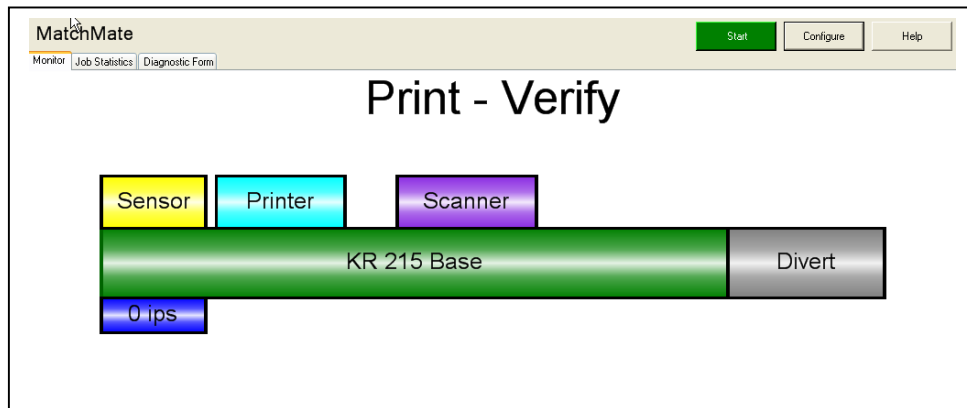 MatchMate
Start Configure Help
Monitor Job Statistics Diagnostic Form
Print - Verify
Sensor Printer Scanner
KR 215 Base Divert
0 ips